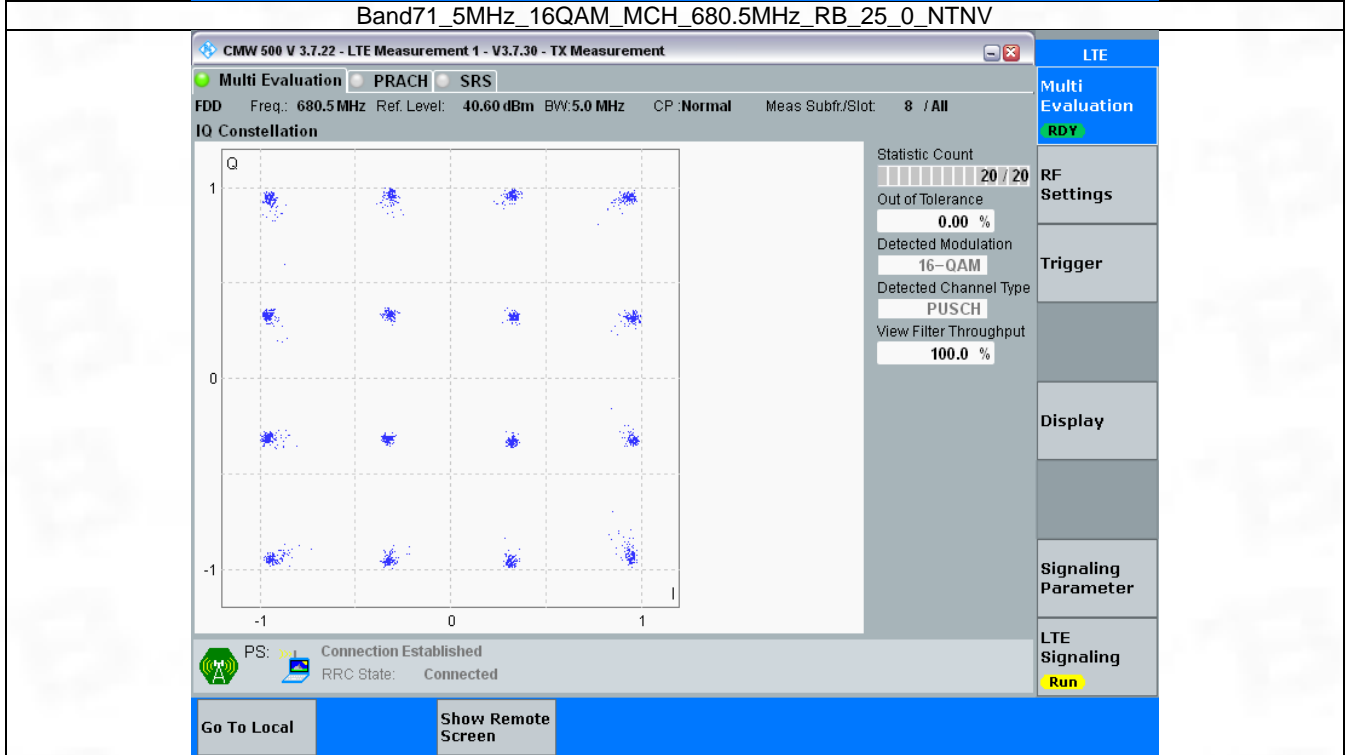 Band71_5MHz_16QAM_MCH_680.5MHz_RB_25_0_NTNV
CMW 500 V 3.7.22 - LTE Measurement 1 - V3.7.30 - TX Measurement
LTE
Multi Evaluation PRACH SRS
Multi
Evaluation
RDY
FDD Freq.: 680.5 MHz Ref. Level: 40.60 dBm BW: 5.0 MHz CP : Normal Meas Subfr./Slot: 8 / All
IQ Constellation
Q
1
0
-1
-1 0 1
I
Statistic Count
20 / 20
Out of Tolerance
0.00 %
Detected Modulation
16-QAM
Detected Channel Type
PUSCH
View Filter Throughput
100.0 %
RF
Settings
Trigger
Display
Signaling
Parameter
LTE
Signaling
Run
PS: Connection Established
RRC State: Connected
Go To Local
Show Remote
Screen